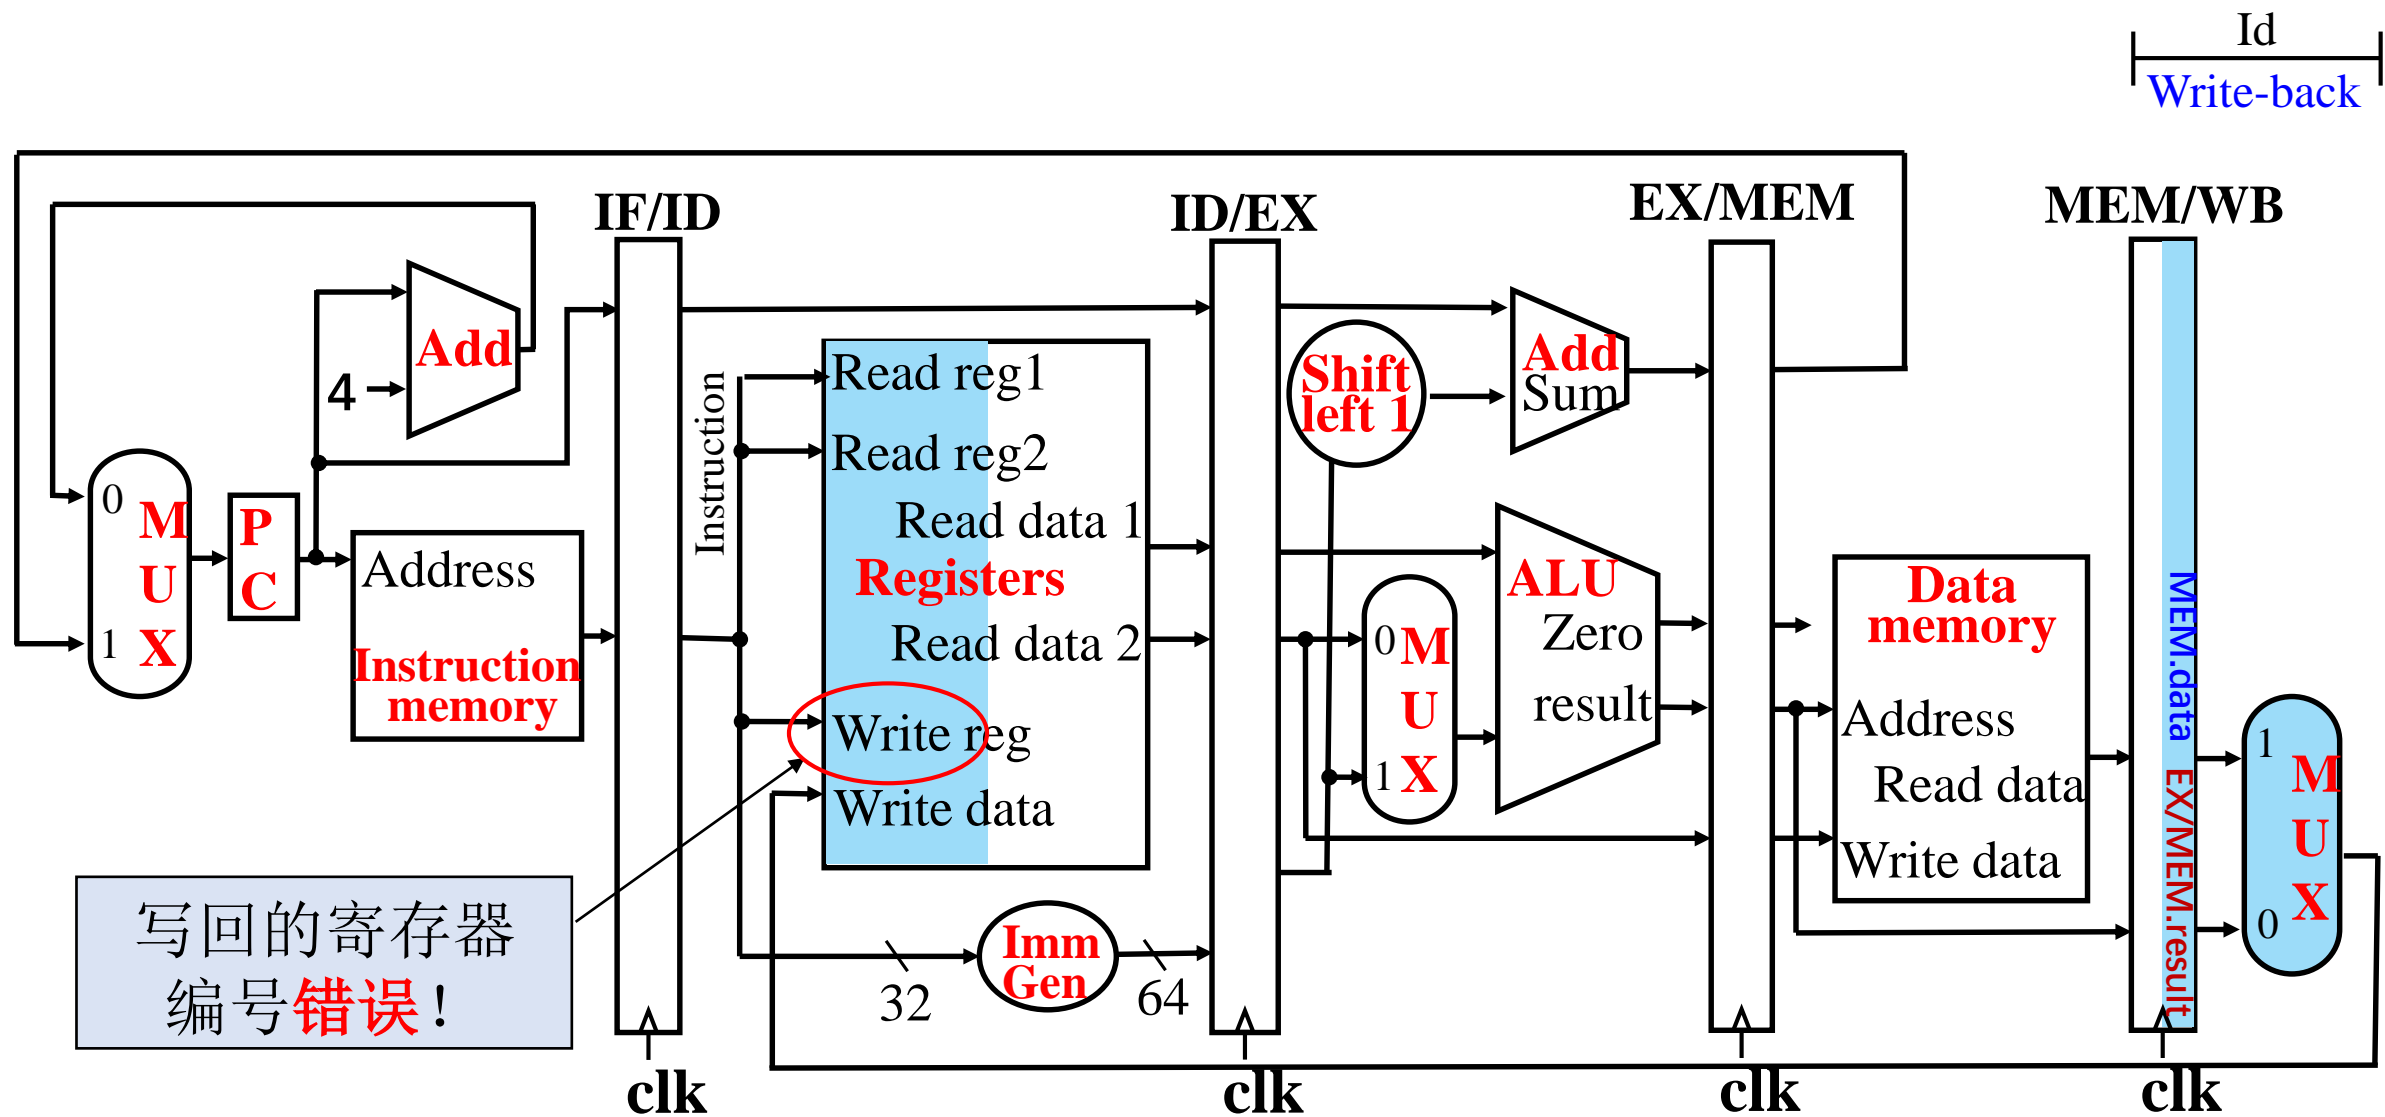 Id
Write-back
IF/ID
ID/EX
EX/MEM
MEM/WB
Add
4
0
M
U
X
1
P
C
Address
Instruction
memory
Instruction
Read reg1
Read reg2
Read data 1
Registers
Read data 2
Write reg
Write data
Imm
Gen
32
64
Shift
left 1
Add
Sum
0
M
U
X
1
ALU
Zero
result
Data
memory
Address
Read data
Write data
MEM.data
EX/MEM.result
1
M
U
X
0
写回的寄存器
编号错误！
clk
clk
clk
clk